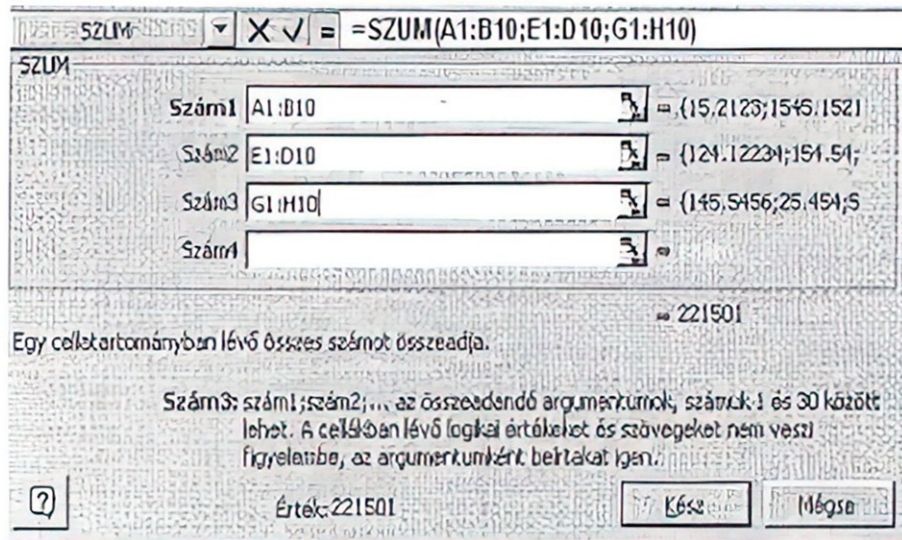 SZUM = =SZUM(A1:B10;E1:D10;G1:H10)
SZUM
Szám1 A1:B10 = {15.2123;1545.1521
Szám2 E1:D10 = {124.12234;154.54;
Szám3 G1:H10 = {145.5456;25.454;5
Szám4 =
= 221501
Egy cellatartományban lévő összes számot összeadja.
Szám3: szám1;szám2;... az összeadandó argumentumok, számuk 1 és 30 között
lehet. A cellákban lévő logikai értékeket és szövegeket nem veszi
figyelembe, az argumentumként beírtakat igen.
? Érték:221501 Kész Mégse